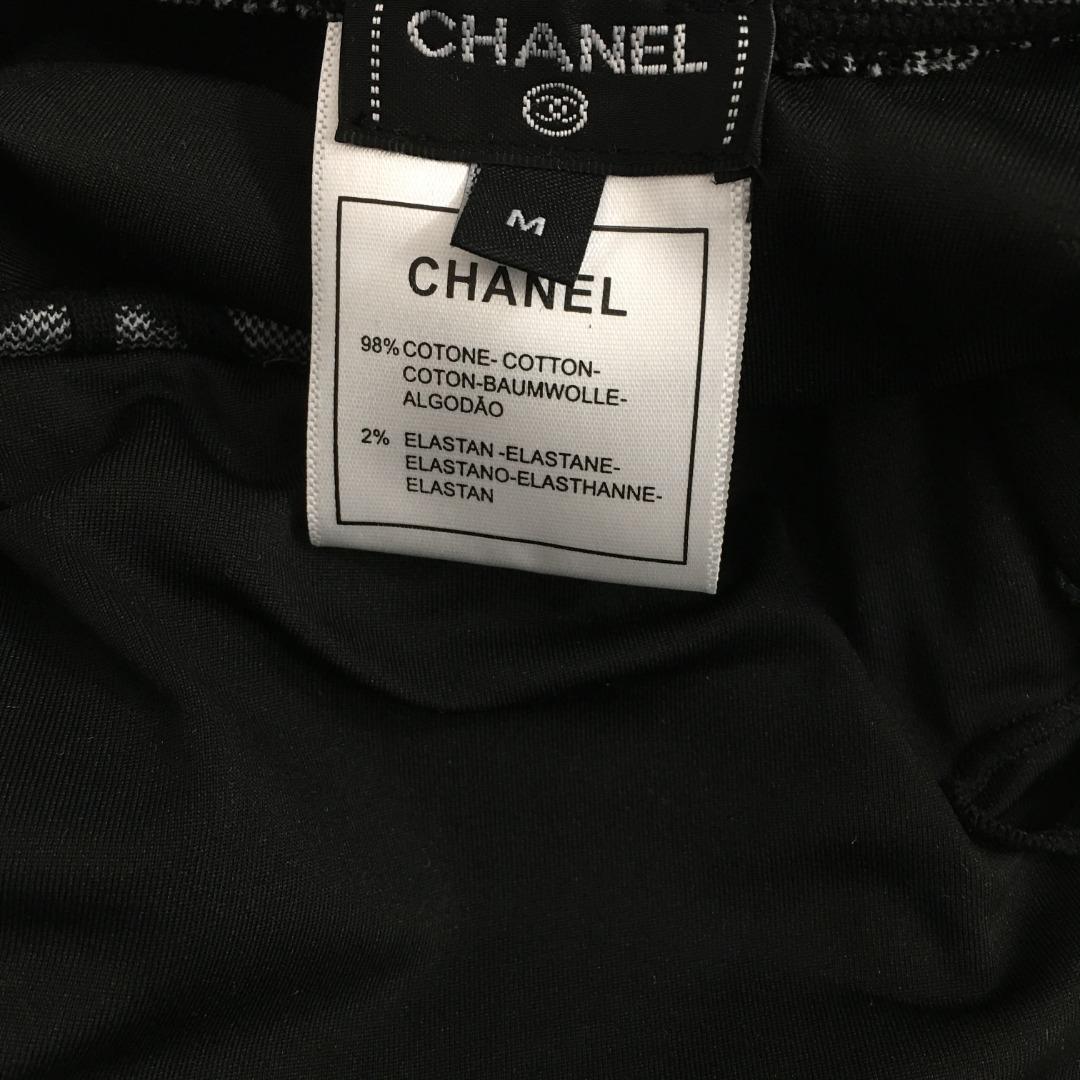 CHANEL
M
CHANEL
98% COTONE- COTTON-
COTON-BAUMWOLLE-
ALGODÃO
2% ELASTAN -ELASTANE-
ELASTANO-ELASTHANNE-
ELASTAN